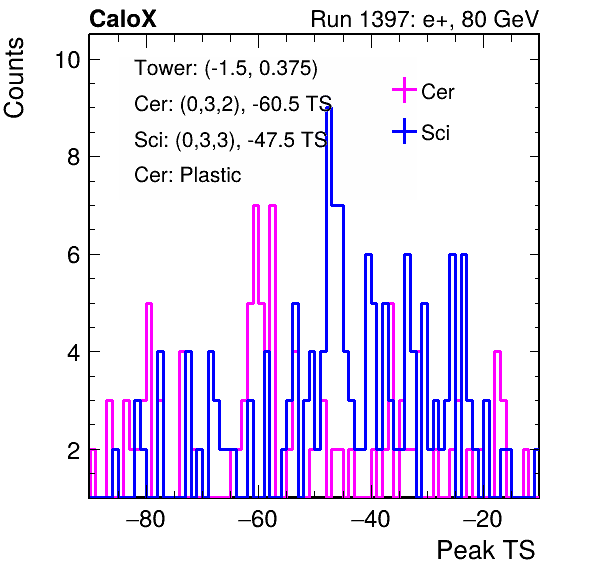 CaloX Run 1397: e+, 80 GeV
Counts
Tower: (-1.5, 0.375)
Cer: (0,3,2), -60.5 TS
Sci: (0,3,3), -47.5 TS
Cer: Plastic
Cer
Sci
10
8
6
4
2
−80 −60 −40 −20
Peak TS